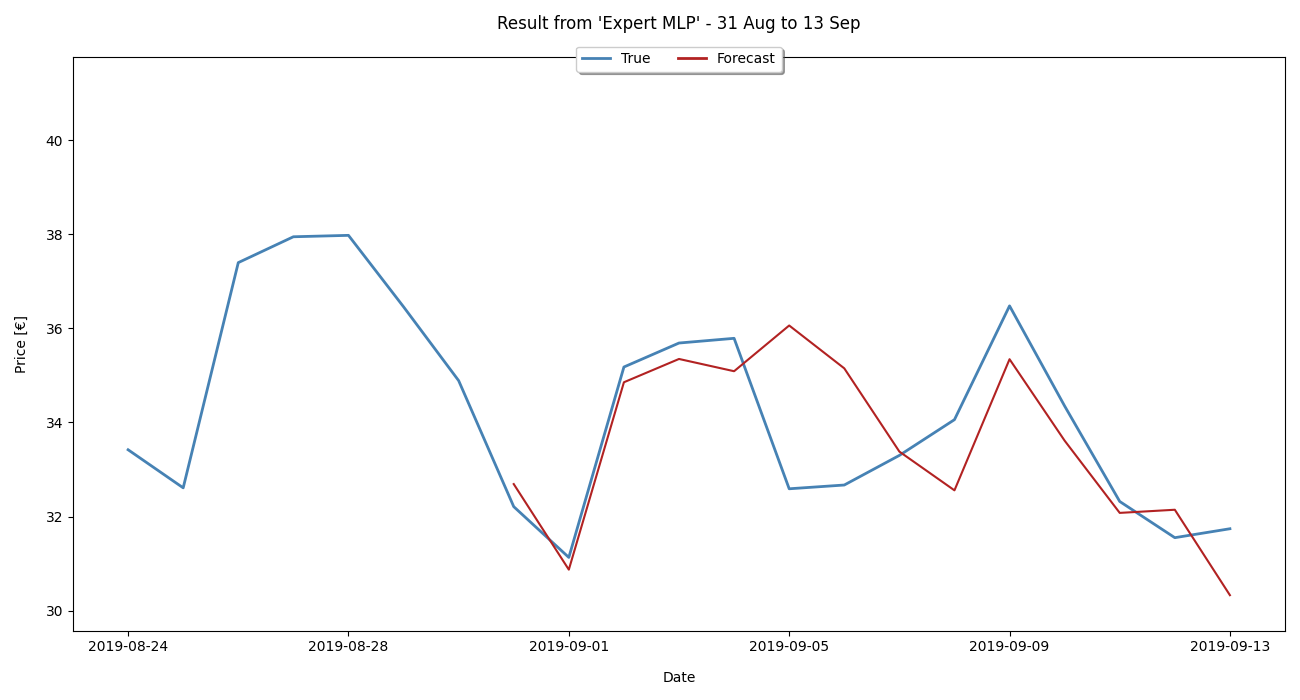 Result from 'Expert MLP' - 31 Aug to 13 Sep
True Forecast
40
38
36
34
32
30
Price [€]
2019-08-24 2019-08-28 2019-09-01 2019-09-05 2019-09-09 2019-09-13
Date